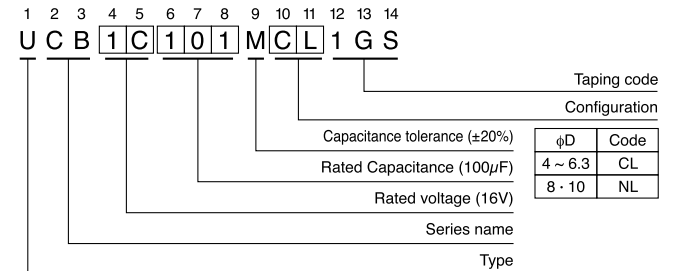 1 2 3 4 5 6 7 8 9 10 11 12 13 14
U C B 1 C 1 0 1 M C L 1 G S
Taping code
Configuration
Capacitance tolerance (±20%)
Rated Capacitance (100µF)
Rated voltage (16V)
Series name
Type
ϕD Code
4 ~ 6.3 CL
8 · 10 NL